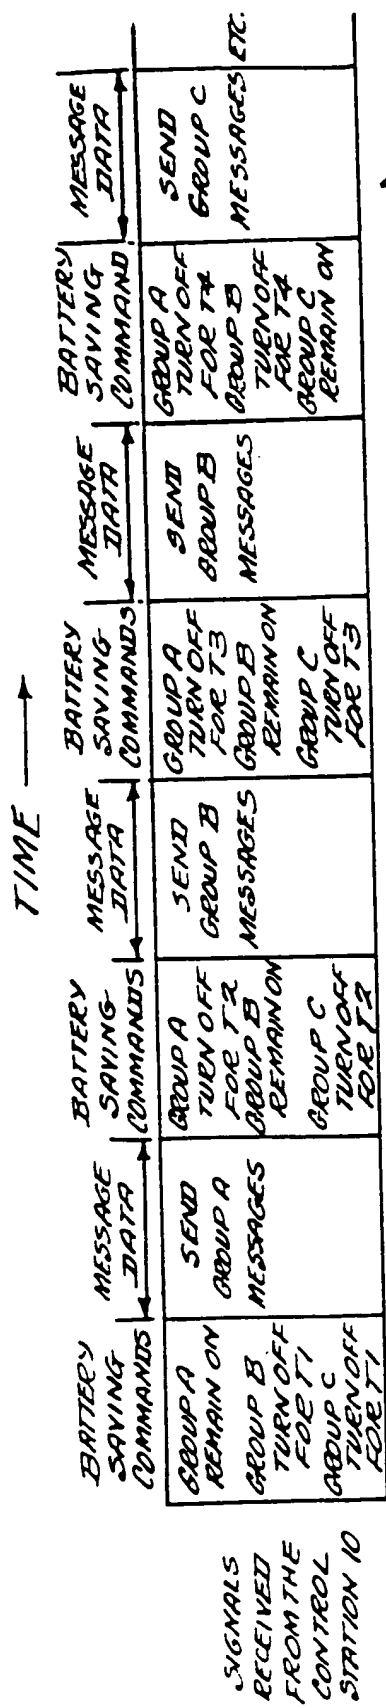 TIME
SIGNALS
RECEIVED
FROM THE
CONTROL
STATION 10
BATTERY
SAVING
COMMANDS
GROUP A
REMAIN ON
GROUP B
TURN OFF
FOR T1
GROUP C
TURN OFF
FOR T1
MESSAGE
DATA
SEND
GROUP A
MESSAGES
BATTERY
SAVING
COMMANDS
GROUP A
TURN OFF
FOR T2
GROUP B
REMAIN ON
GROUP C
TURN OFF
FOR T2
MESSAGE
DATA
SEND
GROUP B
MESSAGES
BATTERY
SAVING
COMMANDS
GROUP A
TURN OFF
FOR T3
GROUP B
REMAIN ON
GROUP C
TURN OFF
FOR T3
MESSAGE
DATA
SEND
GROUP B
MESSAGES
BATTERY
SAVING
COMMAND
GROUP A
TURN OFF
FOR T4
GROUP B
TURN OFF
FOR T4
GROUP C
REMAIN ON
MESSAGE
DATA
SEND
GROUP C
MESSAGES
ETC.